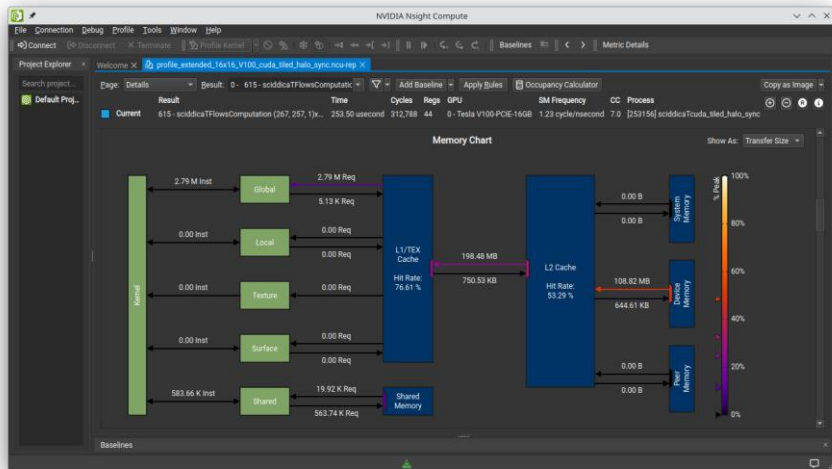 NVIDIA Nsight Compute
File Connection Debug Profile Tools Window Help
Connect Disconnect Terminate Profile Kernel Baselines Metric Details
Project Explorer
Welcome profile_extended_16x16_V100_cuda_tiled_halo_sync.ncu-rep
Search project...
Default Proj...
Page: Details Result: 0 - 615 - sciddicaTFlowsComputatic Add Baseline Apply Rules Occupancy Calculator Copy as Image
Result Time Cycles Regs GPU SM Frequency CC Process
Current 615 - sciddicaTFlowsComputation (267, 257, 1)x... 253.50 usecond 312,788 44 0 - Tesla V100-PCIE-16GB 1.23 cycle/nsecond 7.0 [253156] sciddicaTcuda_tiled_halo_sync
Memory Chart
Show As: Transfer Size
Kernel
2.79 M Inst
Global
2.79 M Req
5.13 K Req
0.00 Inst
Local
0.00 Req
0.00 Req
0.00 Inst
Texture
0.00 Req
0.00 Inst
Surface
0.00 Req
0.00 Req
583.66 K Inst
Shared
19.92 K Req
563.74 K Req
L1/TEX
Cache
Hit Rate:
76.61 %
Shared
Memory
198.48 MB
750.53 KB
L2 Cache
Hit Rate:
53.29 %
0.00 B
0.00 B
System
Memory
108.82 MB
644.61 KB
Device
Memory
0.00 B
0.00 B
Peer
Memory
% Peak
100%
80%
60%
40%
20%
0%
Baselines